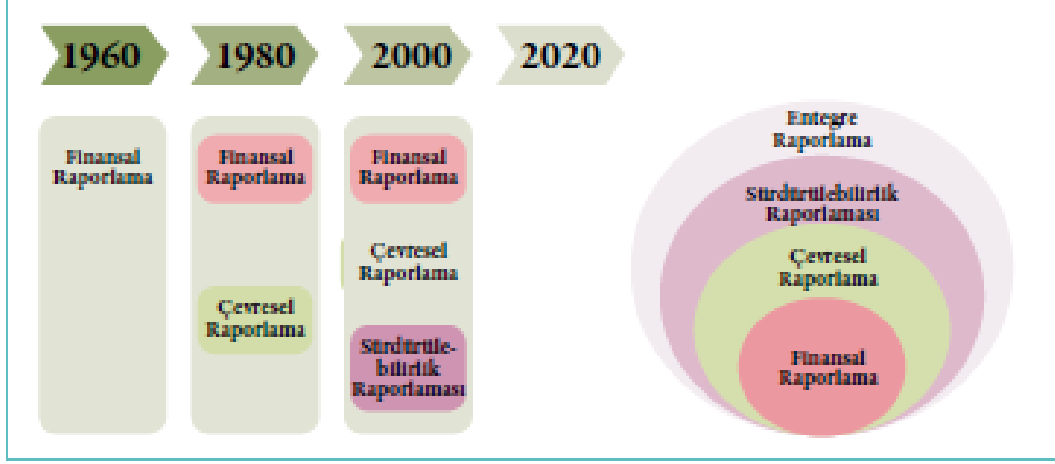 1960
1980
2000
2020
Finansal
Raporlama
Finansal
Raporlama
Çevresel
Raporlama
Finansal
Raporlama
Çevresel
Raporlama
Sürdürüle-
bilirlik
Raporlaması
Entegre
Raporlama
Sürdürülebilirlik
Raporlaması
Çevresel
Raporlama
Finansal
Raporlama